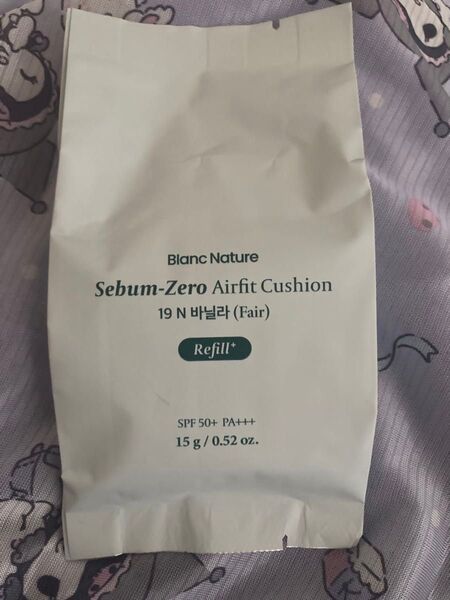 Blanc Nature
Sebum-Zero Airfit Cushion
19 N 바닐라 (Fair)
Refill+
SPF 50+ PA+++
15 g / 0.52 oz.